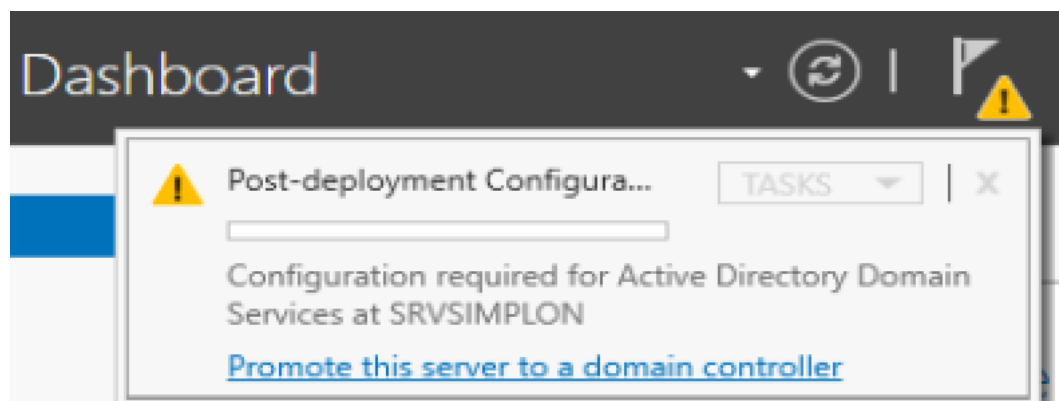 Dashboard
Post-deployment Configura...
TASKS
Configuration required for Active Directory Domain
Services at SRVSIMPLON
Promote this server to a domain controller